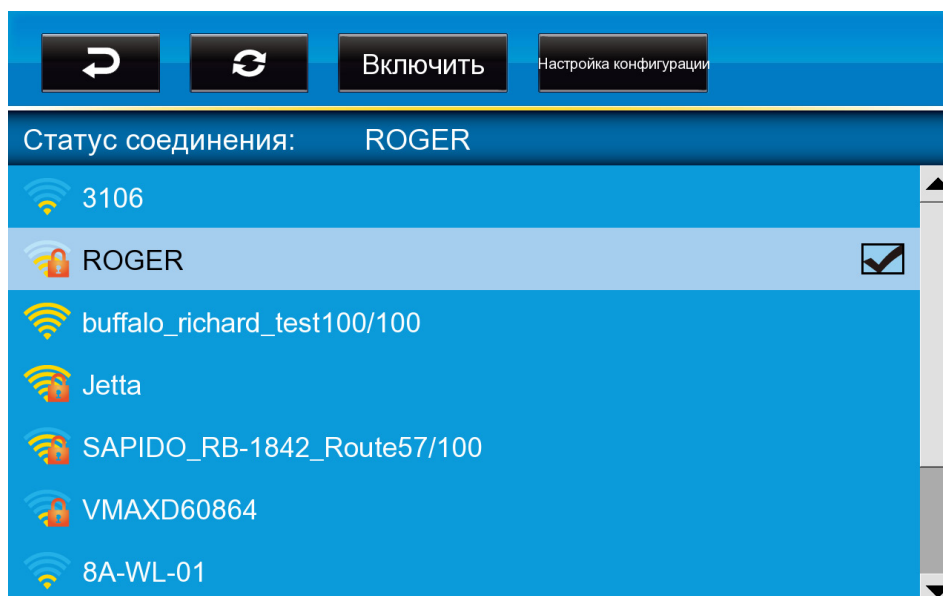 Включить Настройка конфигурации
Статус соединения: ROGER
3106
ROGER
buffalo_richard_test100/100
Jetta
SAPIDO_RB-1842_Route57/100
VMAXD60864
8A-WL-01